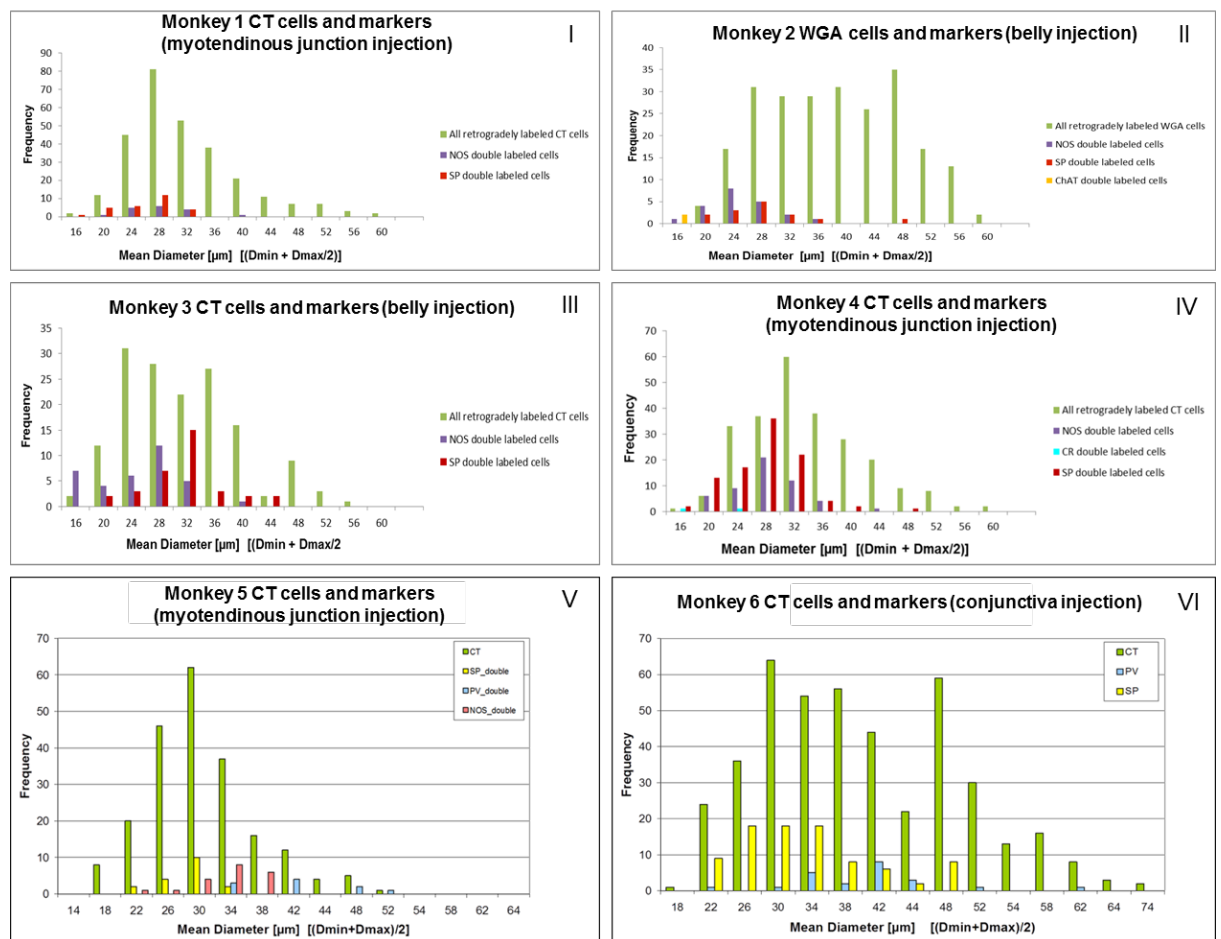 Monkey 1 CT cells and markers
(myotendinous junction injection)
I
90
80
70
60
50
40
30
20
10
0
Frequency
16 20 24 28 32 36 40 44 48 52 56 60
Mean Diameter [µm] [(Dmin + Dmax/2)]
All retrogradely labeled CT cells
NOS double labeled cells
SP double labeled cells
Monkey 2 WGA cells and markers (belly injection)
II
40
35
30
25
20
15
10
5
0
Frequency
16 20 24 28 32 36 40 44 48 52 56 60
Mean Diameter [µm] [(Dmin + Dmax/2)]
All retrogradely labeled WGA cells
NOS double labeled cells
SP double labeled cells
ChAT double labeled cells
Monkey 3 CT cells and markers (belly injection)
III
35
30
25
20
15
10
5
0
Frequency
16 20 24 28 32 36 40 44 48 52 56 60
Mean Diameter [µm] [(Dmin + Dmax/2
All retrogradely labeled CT cells
NOS double labeled cells
SP double labeled cells
Monkey 4 CT cells and markers
(myotendinous junction injection)
IV
70
60
50
40
30
20
10
0
Frequency
16 20 24 28 32 36 40 44 48 52 56 60
Mean Diameter [µm] [(Dmin + Dmax/2)]
All retrogradely labeled CT cells
NOS double labeled cells
CR double labeled cells
SP double labeled cells
Monkey 5 CT cells and markers
(myotendinous junction injection)
V
70
60
50
40
30
20
10
0
Frequency
14 18 22 26 30 34 38 42 48 52 54 58 62 64
Mean Diameter [µm] [(Dmin+Dmax)/2]
CT
SP_double
PV_double
NOS_double
Monkey 6 CT cells and markers (conjunctiva injection)
VI
70
60
50
40
30
20
10
0
Frequency
18 22 26 30 34 38 42 44 48 52 54 58 62 64 74
Mean Diameter [µm] [(Dmin+Dmax)/2)
CT
PV
SP